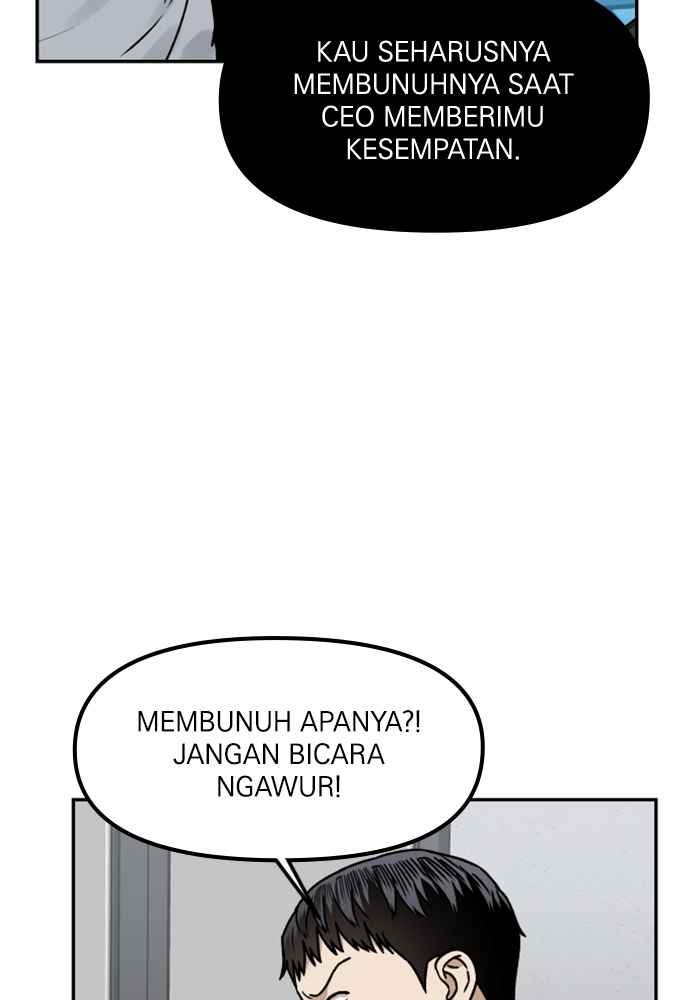 KAU SEHARUSNYA
MEMBUNUHNYA SAAT
CEO MEMBERIMU
KESEMPATAN.
MEMBUNUH APANYA?!
JANGAN BICARA
NGAWUR!